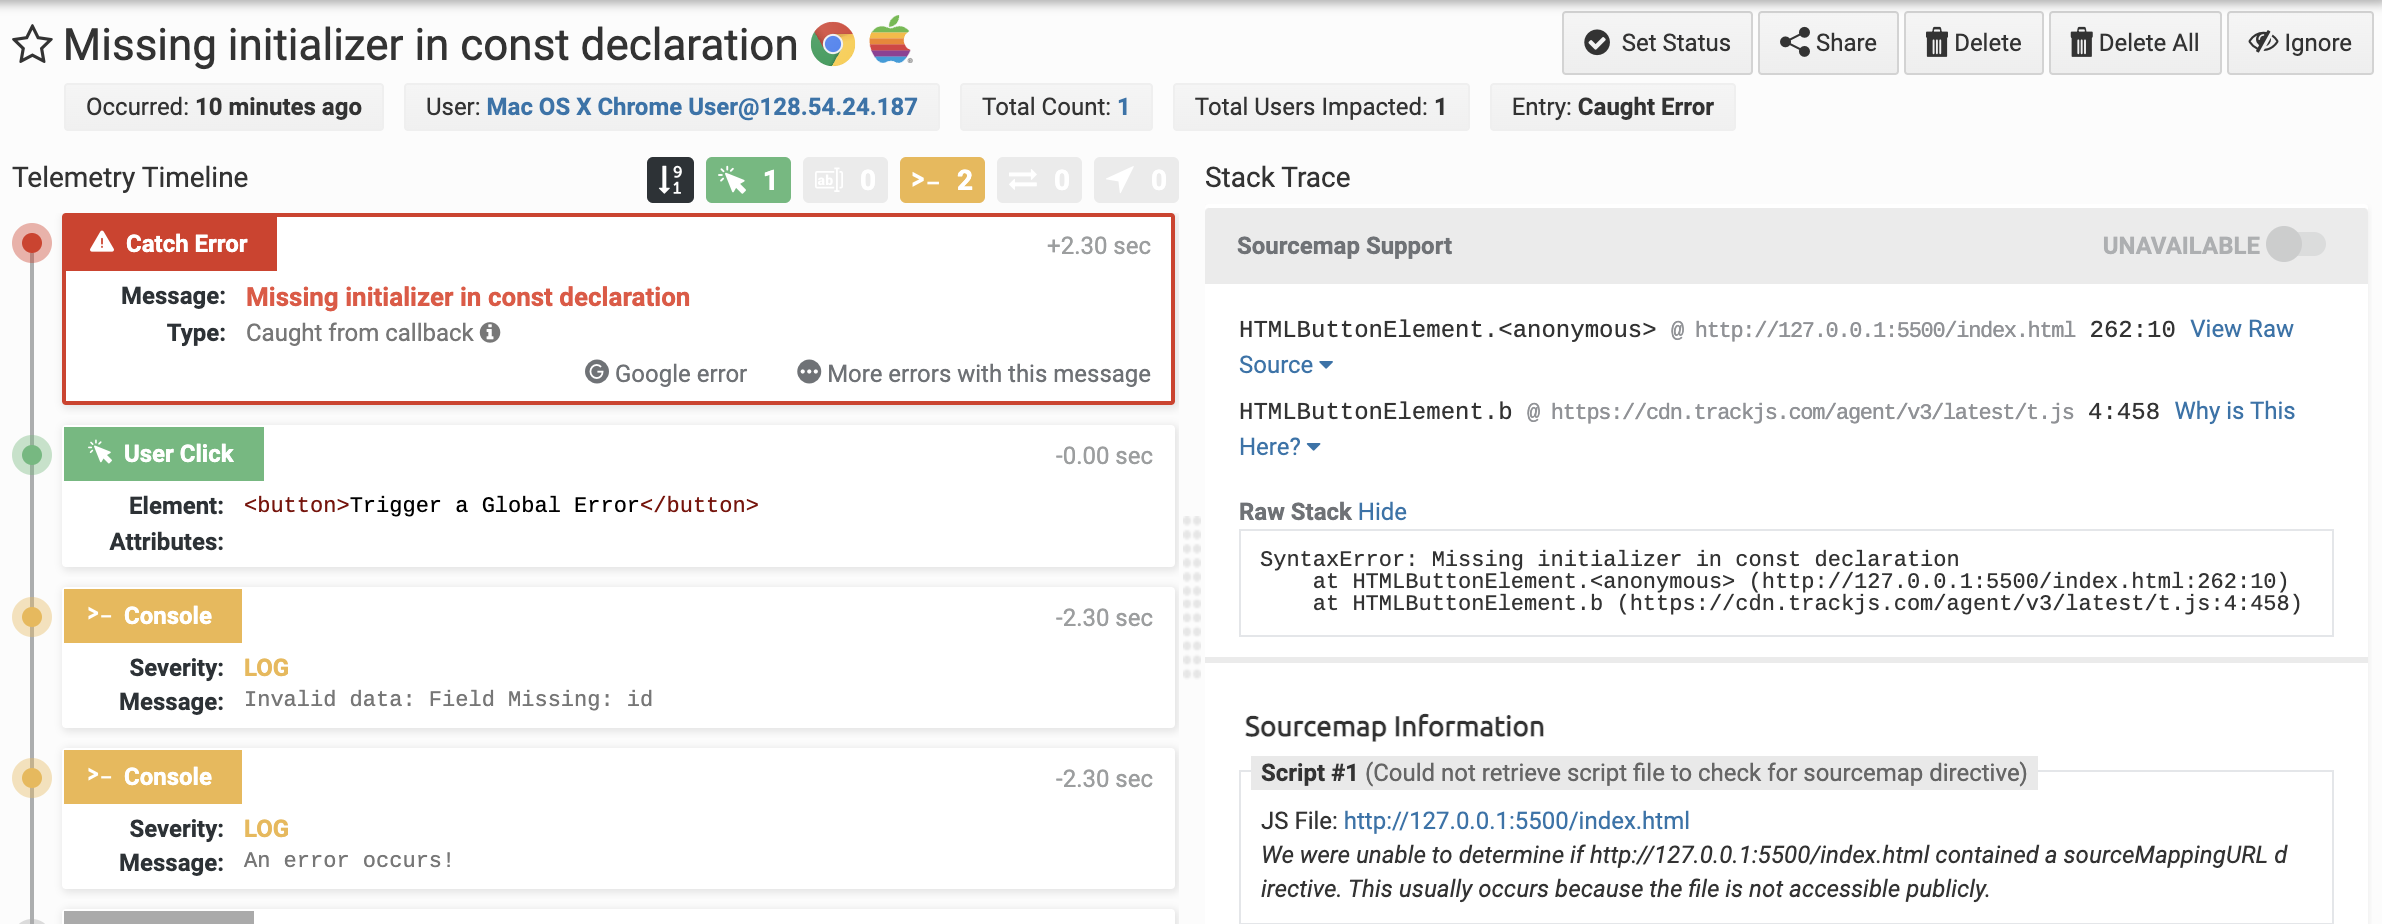 Missing initializer in const declaration
Set Status
Share
Delete
Delete All
Ignore
Occurred: 10 minutes ago
User: Mac OS X Chrome User@128.54.24.187
Total Count: 1
Total Users Impacted: 1
Entry: Caught Error
Telemetry Timeline
9
1
1
ab
0
>- 2
0
0
Catch Error
+2.30 sec
Message: Missing initializer in const declaration
Type: Caught from callback
Google error
More errors with this message
User Click
-0.00 sec
Element: <button>Trigger a Global Error</button>
Attributes:
>- Console
-2.30 sec
Severity: LOG
Message: Invalid data: Field Missing: id
>- Console
-2.30 sec
Severity: LOG
Message: An error occurs!
Stack Trace
Sourcemap Support
UNAVAILABLE
HTMLButtonElement.<anonymous> @ http://127.0.0.1:5500/index.html 262:10 View Raw
Source
HTMLButtonElement.b @ https://cdn.trackjs.com/agent/v3/latest/t.js 4:458 Why is This
Here?
Raw Stack Hide
SyntaxError: Missing initializer in const declaration
at HTMLButtonElement.<anonymous> (http://127.0.0.1:5500/index.html:262:10)
at HTMLButtonElement.b (https://cdn.trackjs.com/agent/v3/latest/t.js:4:458)
Sourcemap Information
Script #1 (Could not retrieve script file to check for sourcemap directive)
JS File: http://127.0.0.1:5500/index.html
We were unable to determine if http://127.0.0.1:5500/index.html contained a sourceMappingURL d
irective. This usually occurs because the file is not accessible publicly.